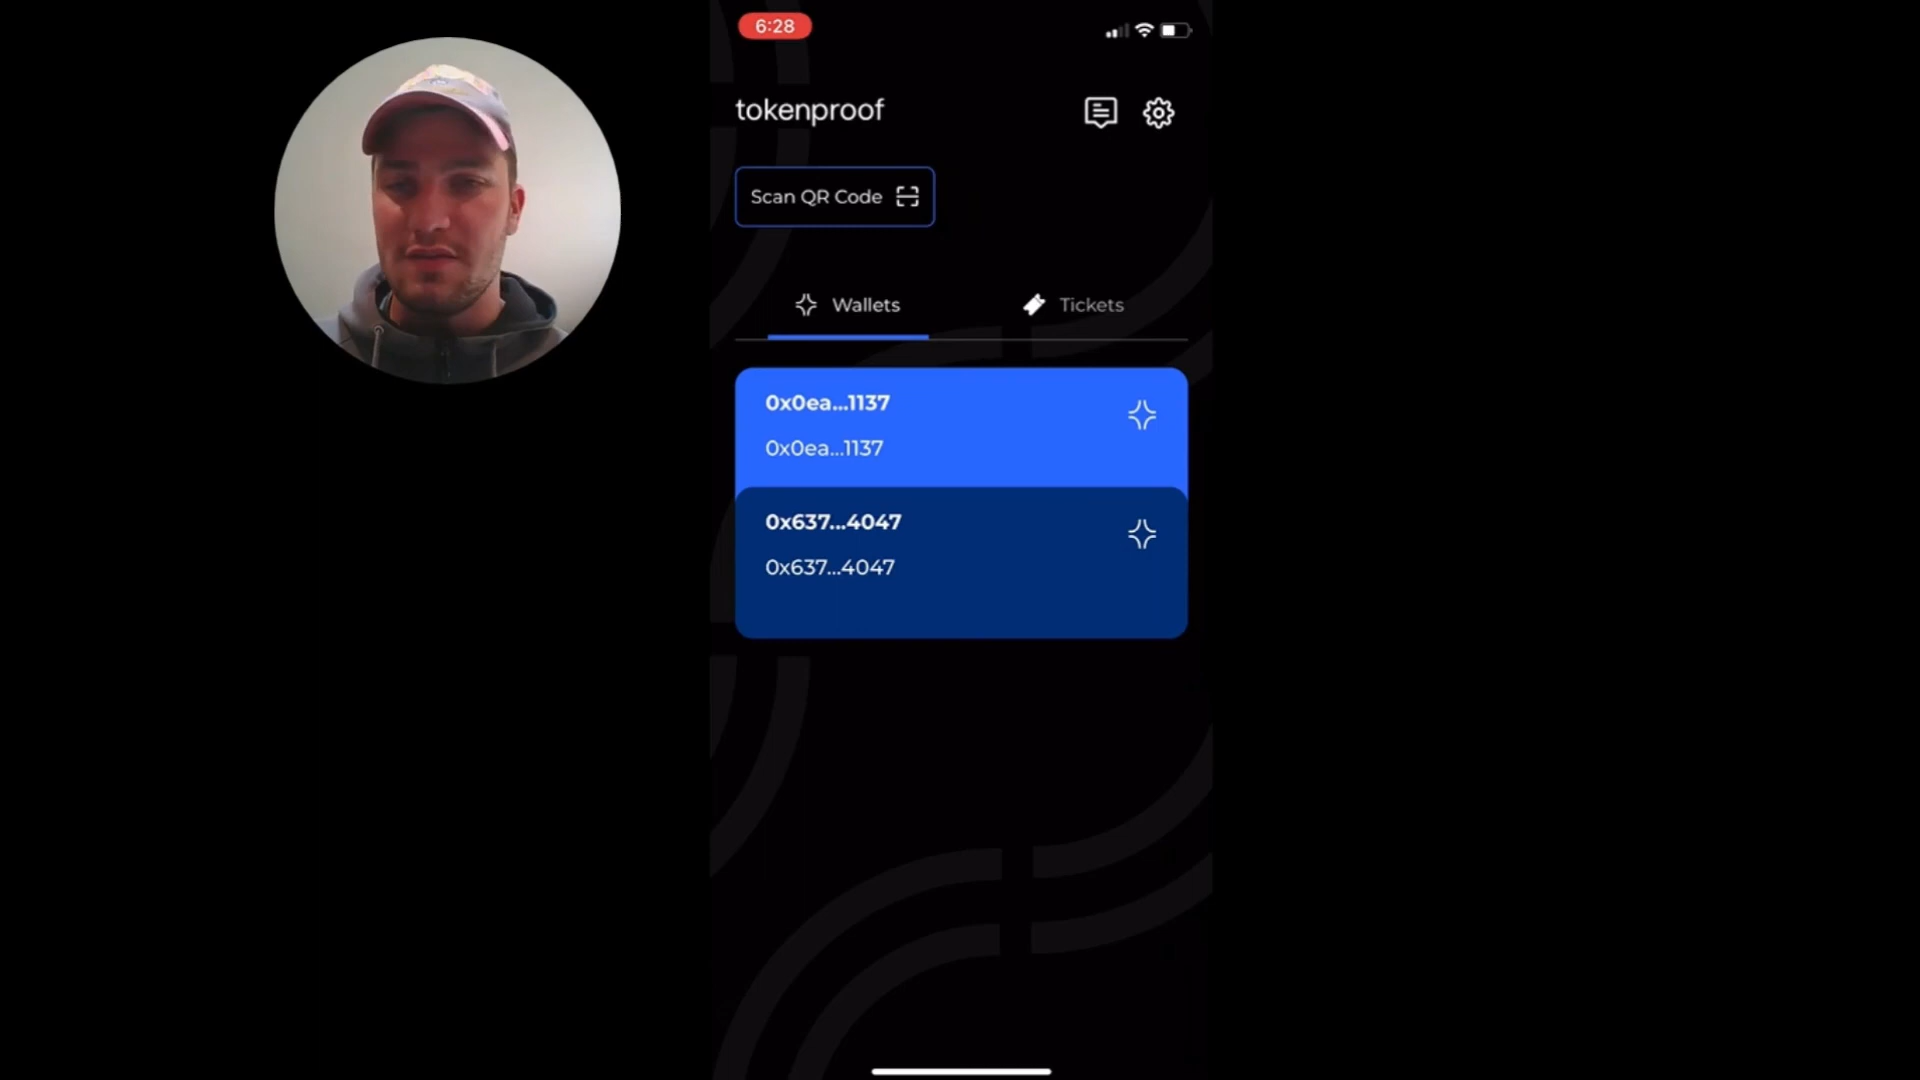 6:28
tokenproof
Scan QR Code
Wallets
Tickets
0x0ea...1137
0x0ea...1137
0x637...4047
0x637...4047